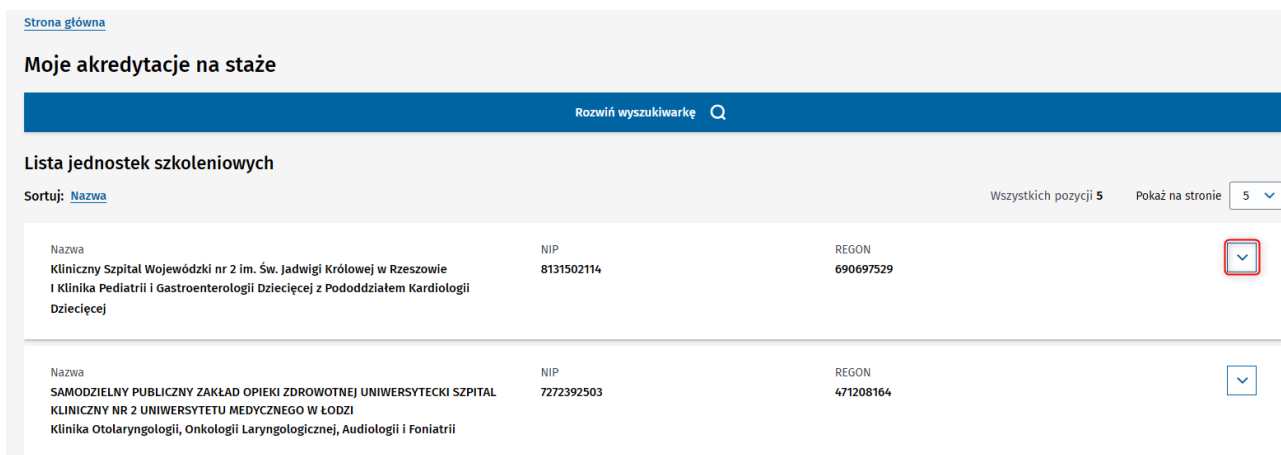 Strona główna
Moje akredytacje na staże
Rozwiń wyszukiwarkę
Lista jednostek szkoleniowych
Sortuj: Nazwa
Wszystkich pozycji 5 Pokaż na stronie 5
Nazwa NIP REGON
Kliniczny Szpital Wojewódzki nr 2 im. Św. Jadwigi Królowej w Rzeszowie 8131502114 690697529
I Klinika Pediatrii i Gastroenterologii Dziecięcej z Pododdziałem Kardiologii
Dziecięcej
Nazwa NIP REGON
SAMODZIELNY PUBLICZNY ZAKŁAD OPIEKI ZDROWOTNEJ UNIWERSYTECKI SZPITAL 7272392503 471208164
KLINICZNY NR 2 UNIWERSYTETU MEDYCZNEGO W ŁODZI
Klinika Otolaryngologii, Onkologii Laryngologicznej, Audiologii i Foniatrii